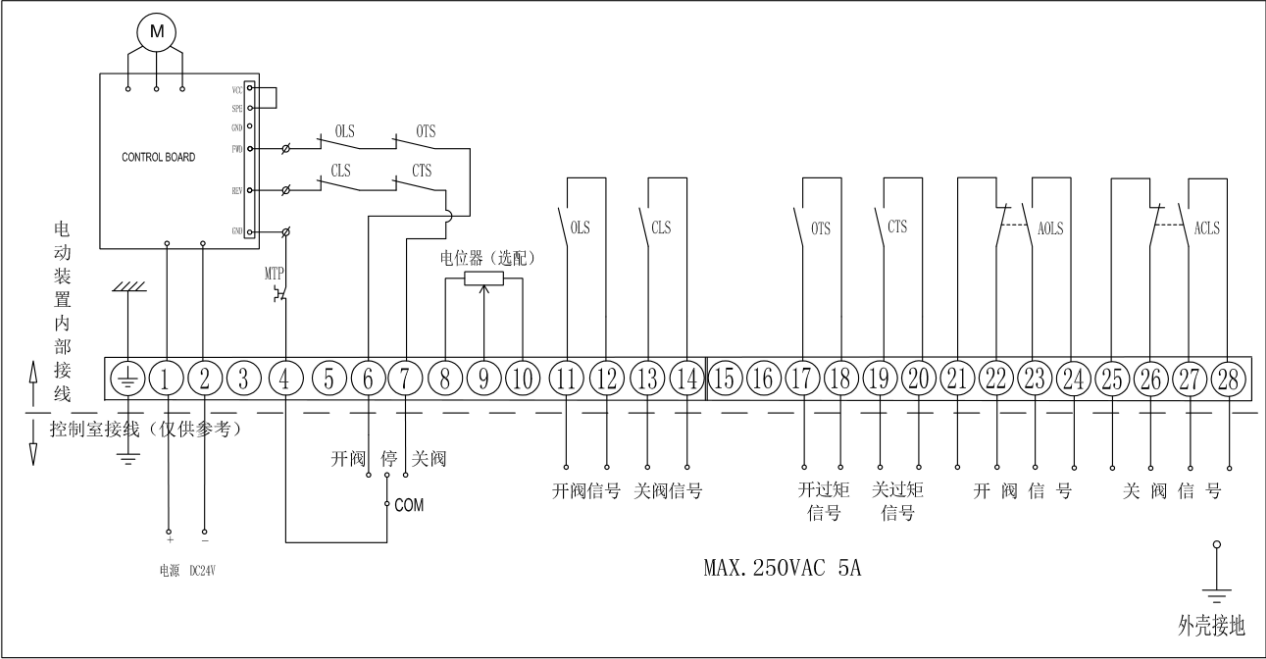 M
VCC
SPE
GND
FWD
REV
GND
CONTROL BOARD
OLS OTS
CLS CTS
MTP
电位器（选配）
OLS CLS OTS CTS AOLS ACLS
电动装置内部接线
1 2 3 4 5 6 7 8 9 10 11 12 13 14 15 16 17 18 19 20 21 22 23 24 25 26 27 28
控制室接线（仅供参考）
开阀 停 关阀
COM
开阀信号 关阀信号
开过矩
信号
关过矩
信号
开阀信号 关阀信号
+ −
电源 DC24V
MAX.250VAC 5A
外壳接地